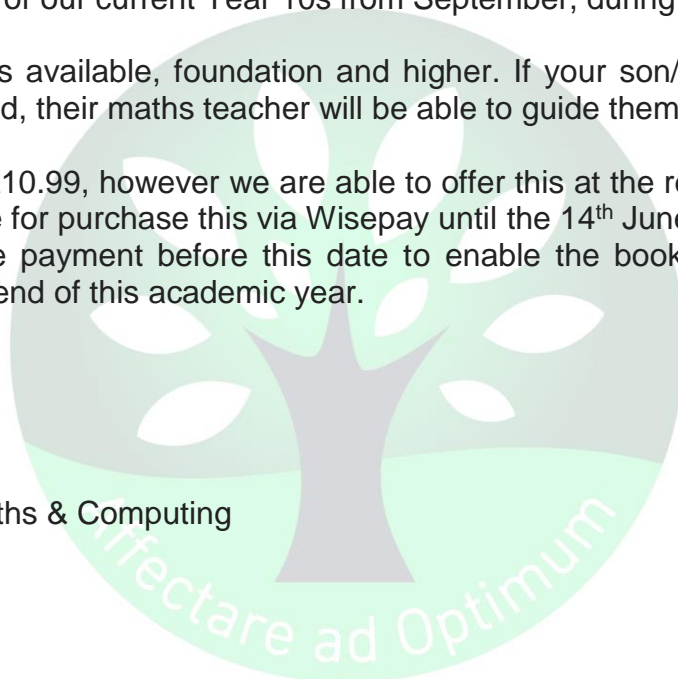 of our current Year 10s from September, during
s available, foundation and higher. If your son/
d, their maths teacher will be able to guide them
10.99, however we are able to offer this at the
e for purchase this via Wisepay until the 14th June
e payment before this date to enable the book
end of this academic year.
ths & Computing
Affectare ad Optimum